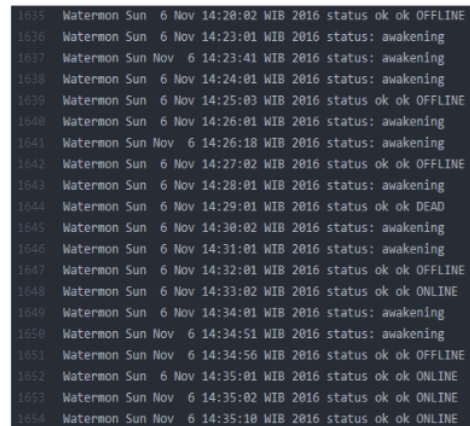 1635 Watermon Sun  6 Nov 14:20:02 WIB 2016 status ok ok OFFLINE
1636 Watermon Sun  6 Nov 14:23:01 WIB 2016 status: awakening
1637 Watermon Sun Nov  6 14:23:41 WIB 2016 status: awakening
1638 Watermon Sun  6 Nov 14:24:01 WIB 2016 status: awakening
1639 Watermon Sun  6 Nov 14:25:03 WIB 2016 status ok ok OFFLINE
1640 Watermon Sun  6 Nov 14:26:01 WIB 2016 status: awakening
1641 Watermon Sun Nov  6 14:26:18 WIB 2016 status: awakening
1642 Watermon Sun  6 Nov 14:27:02 WIB 2016 status ok ok OFFLINE
1643 Watermon Sun  6 Nov 14:28:01 WIB 2016 status: awakening
1644 Watermon Sun  6 Nov 14:29:01 WIB 2016 status ok ok DEAD
1645 Watermon Sun  6 Nov 14:30:02 WIB 2016 status: awakening
1646 Watermon Sun  6 Nov 14:31:01 WIB 2016 status: awakening
1647 Watermon Sun  6 Nov 14:32:01 WIB 2016 status ok ok OFFLINE
1648 Watermon Sun  6 Nov 14:33:02 WIB 2016 status ok ok ONLINE
1649 Watermon Sun  6 Nov 14:34:01 WIB 2016 status: awakening
1650 Watermon Sun Nov  6 14:34:51 WIB 2016 status: awakening
1651 Watermon Sun Nov  6 14:34:56 WIB 2016 status ok ok OFFLINE
1652 Watermon Sun  6 Nov 14:35:01 WIB 2016 status ok ok ONLINE
1653 Watermon Sun Nov  6 14:35:02 WIB 2016 status ok ok ONLINE
1654 Watermon Sun Nov  6 14:35:10 WIB 2016 status ok ok ONLINE